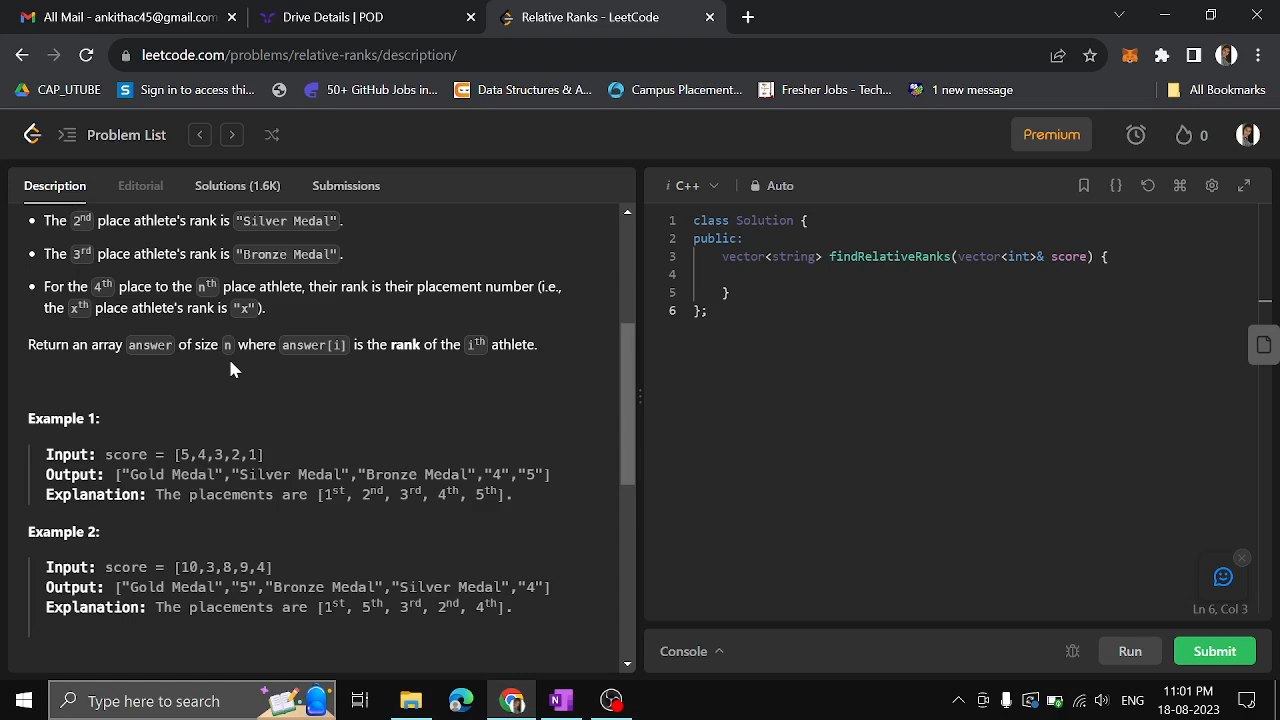 All Mail - ankithac45@gmail.com
Drive Details | POD
Relative Ranks - LeetCode
leetcode.com/problems/relative-ranks/description/
CAP_UTUBE
Sign in to access thi...
50+ GitHub Jobs in...
Data Structures & A...
Campus Placement...
Fresher Jobs - Tech...
1 new message
All Bookmarks
Problem List
Premium
0
Description
Editorial
Solutions (1.6K)
Submissions
• The 2nd place athlete's rank is "Silver Medal".
• The 3rd place athlete's rank is "Bronze Medal".
• For the 4th place to the nth place athlete, their rank is their placement number (i.e.,
the xth place athlete's rank is "x").
Return an array answer of size n where answer[i] is the rank of the ith athlete.
Example 1:
Input: score = [5,4,3,2,1]
Output: ["Gold Medal","Silver Medal","Bronze Medal","4","5"]
Explanation: The placements are [1st, 2nd, 3rd, 4th, 5th].
Example 2:
Input: score = [10,3,8,9,4]
Output: ["Gold Medal","5","Bronze Medal","Silver Medal","4"]
Explanation: The placements are [1st, 5th, 3rd, 2nd, 4th].
i C++
Auto
1 class Solution {
2 public:
3 vector<string> findRelativeRanks(vector<int>& score) {
4
5 }
6 };
Ln 6, Col 3
Console
Run
Submit
Type here to search
ENG
11:01 PM
18-08-2023